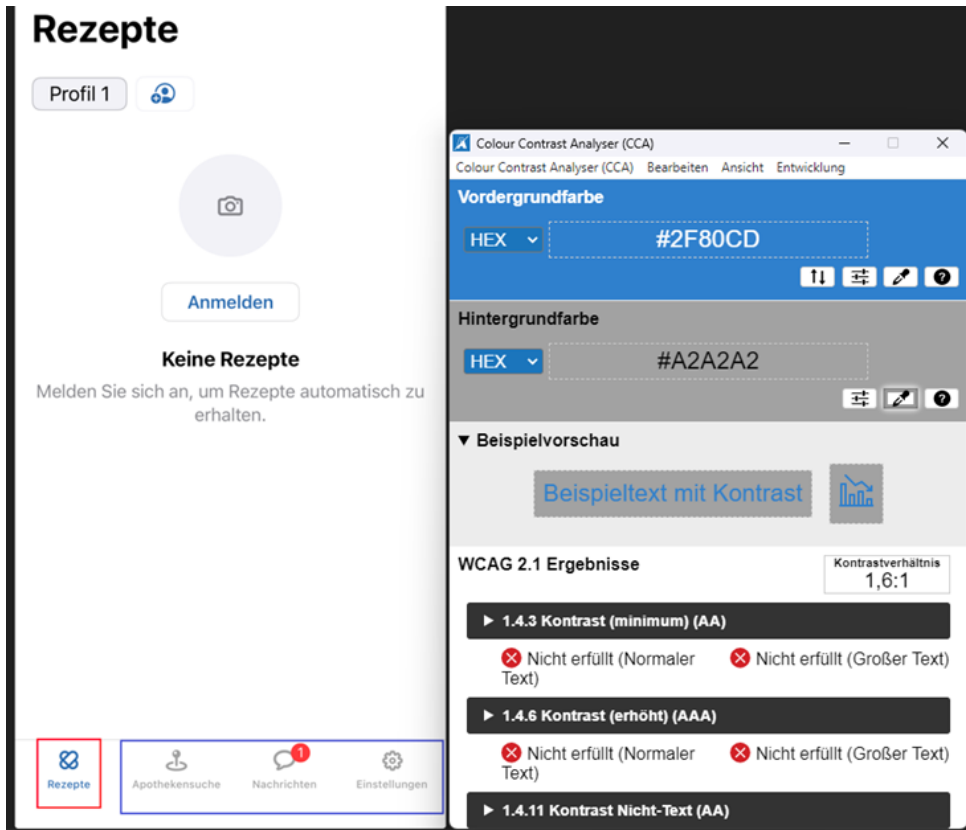 Rezepte
Profil 1
Anmelden
Keine Rezepte
Melden Sie sich an, um Rezepte automatisch zu
erhalten.
1
Rezepte Apothekensuche Nachrichten Einstellungen
Colour Contrast Analyser (CCA)
Colour Contrast Analyser (CCA) Bearbeiten Ansicht Entwicklung
Vordergrundfarbe
HEX #2F80CD
?
Hintergrundfarbe
HEX #A2A2A2
?
▼ Beispielvorschau
Beispieltext mit Kontrast
WCAG 2.1 Ergebnisse
Kontrastverhältnis
1,6:1
▶ 1.4.3 Kontrast (minimum) (AA)
Nicht erfüllt (Normaler Text)
Nicht erfüllt (Großer Text)
▶ 1.4.6 Kontrast (erhöht) (AAA)
Nicht erfüllt (Normaler Text)
Nicht erfüllt (Großer Text)
▶ 1.4.11 Kontrast Nicht-Text (AA)